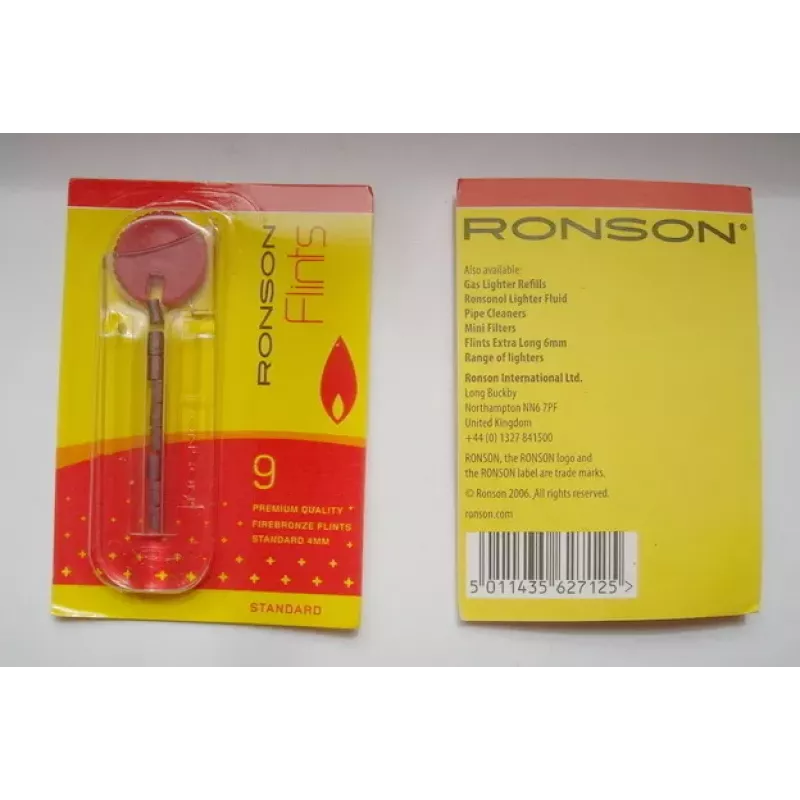 RONSON
Flints
9
PREMIUM QUALITY
FIREBRONZE FLINTS
STANDARD 4MM
STANDARD
RONSON®
Also available:
Gas Lighter Refills
Ronsonol Lighter Fluid
Pipe Cleaners
Mini Filters
Flints Extra Long 6mm
Range of lighters
Ronson International Ltd.
Long Buckby
Northampton NN6 7PF
United Kingdom
+44 (0) 1327 841500
RONSON, the RONSON logo and
the RONSON label are trade marks.
© Ronson 2006. All rights reserved.
ronson.com
5 011435 627125 >